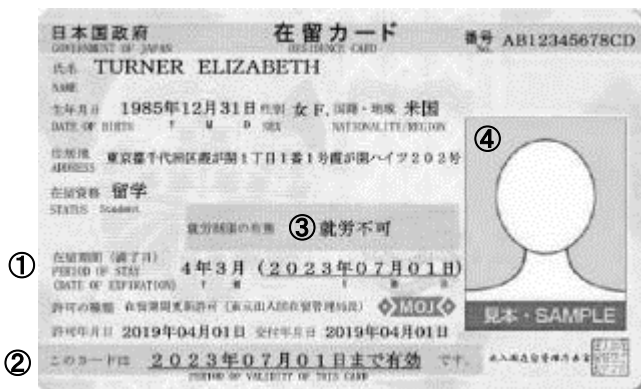 日本国政府 在留カード 番号 AB12345678CD
GOVERNMENT OF JAPAN RESIDENCE CARD No.
氏名 TURNER ELIZABETH
NAME
生年月日 1985年12月31日 性別 女 F. 国籍・地域 米国
DATE OF BIRTH Y M D SEX NATIONALITY/REGION
④
住居地 東京都千代田区霞が関1丁目1番1号霞が関ハイツ202号
ADDRESS
在留資格 留学
STATUS Student
就労制限の有無 ③ 就労不可
① 在留期間(満了日)
PERIOD OF STAY
(DATE OF EXPIRATION)
4年3月(2023年07月01日)
Y M Y M D
許可の種類 在留期間更新許可(東京出入国在留管理局長) MOJ
見本・SAMPLE
許可年月日 2019年04月01日 交付年月日 2019年04月01日
② このカードは 2023年07月01日まで有効 です。
PERIOD OF VALIDITY OF THIS CARD
出入国在留管理庁長官